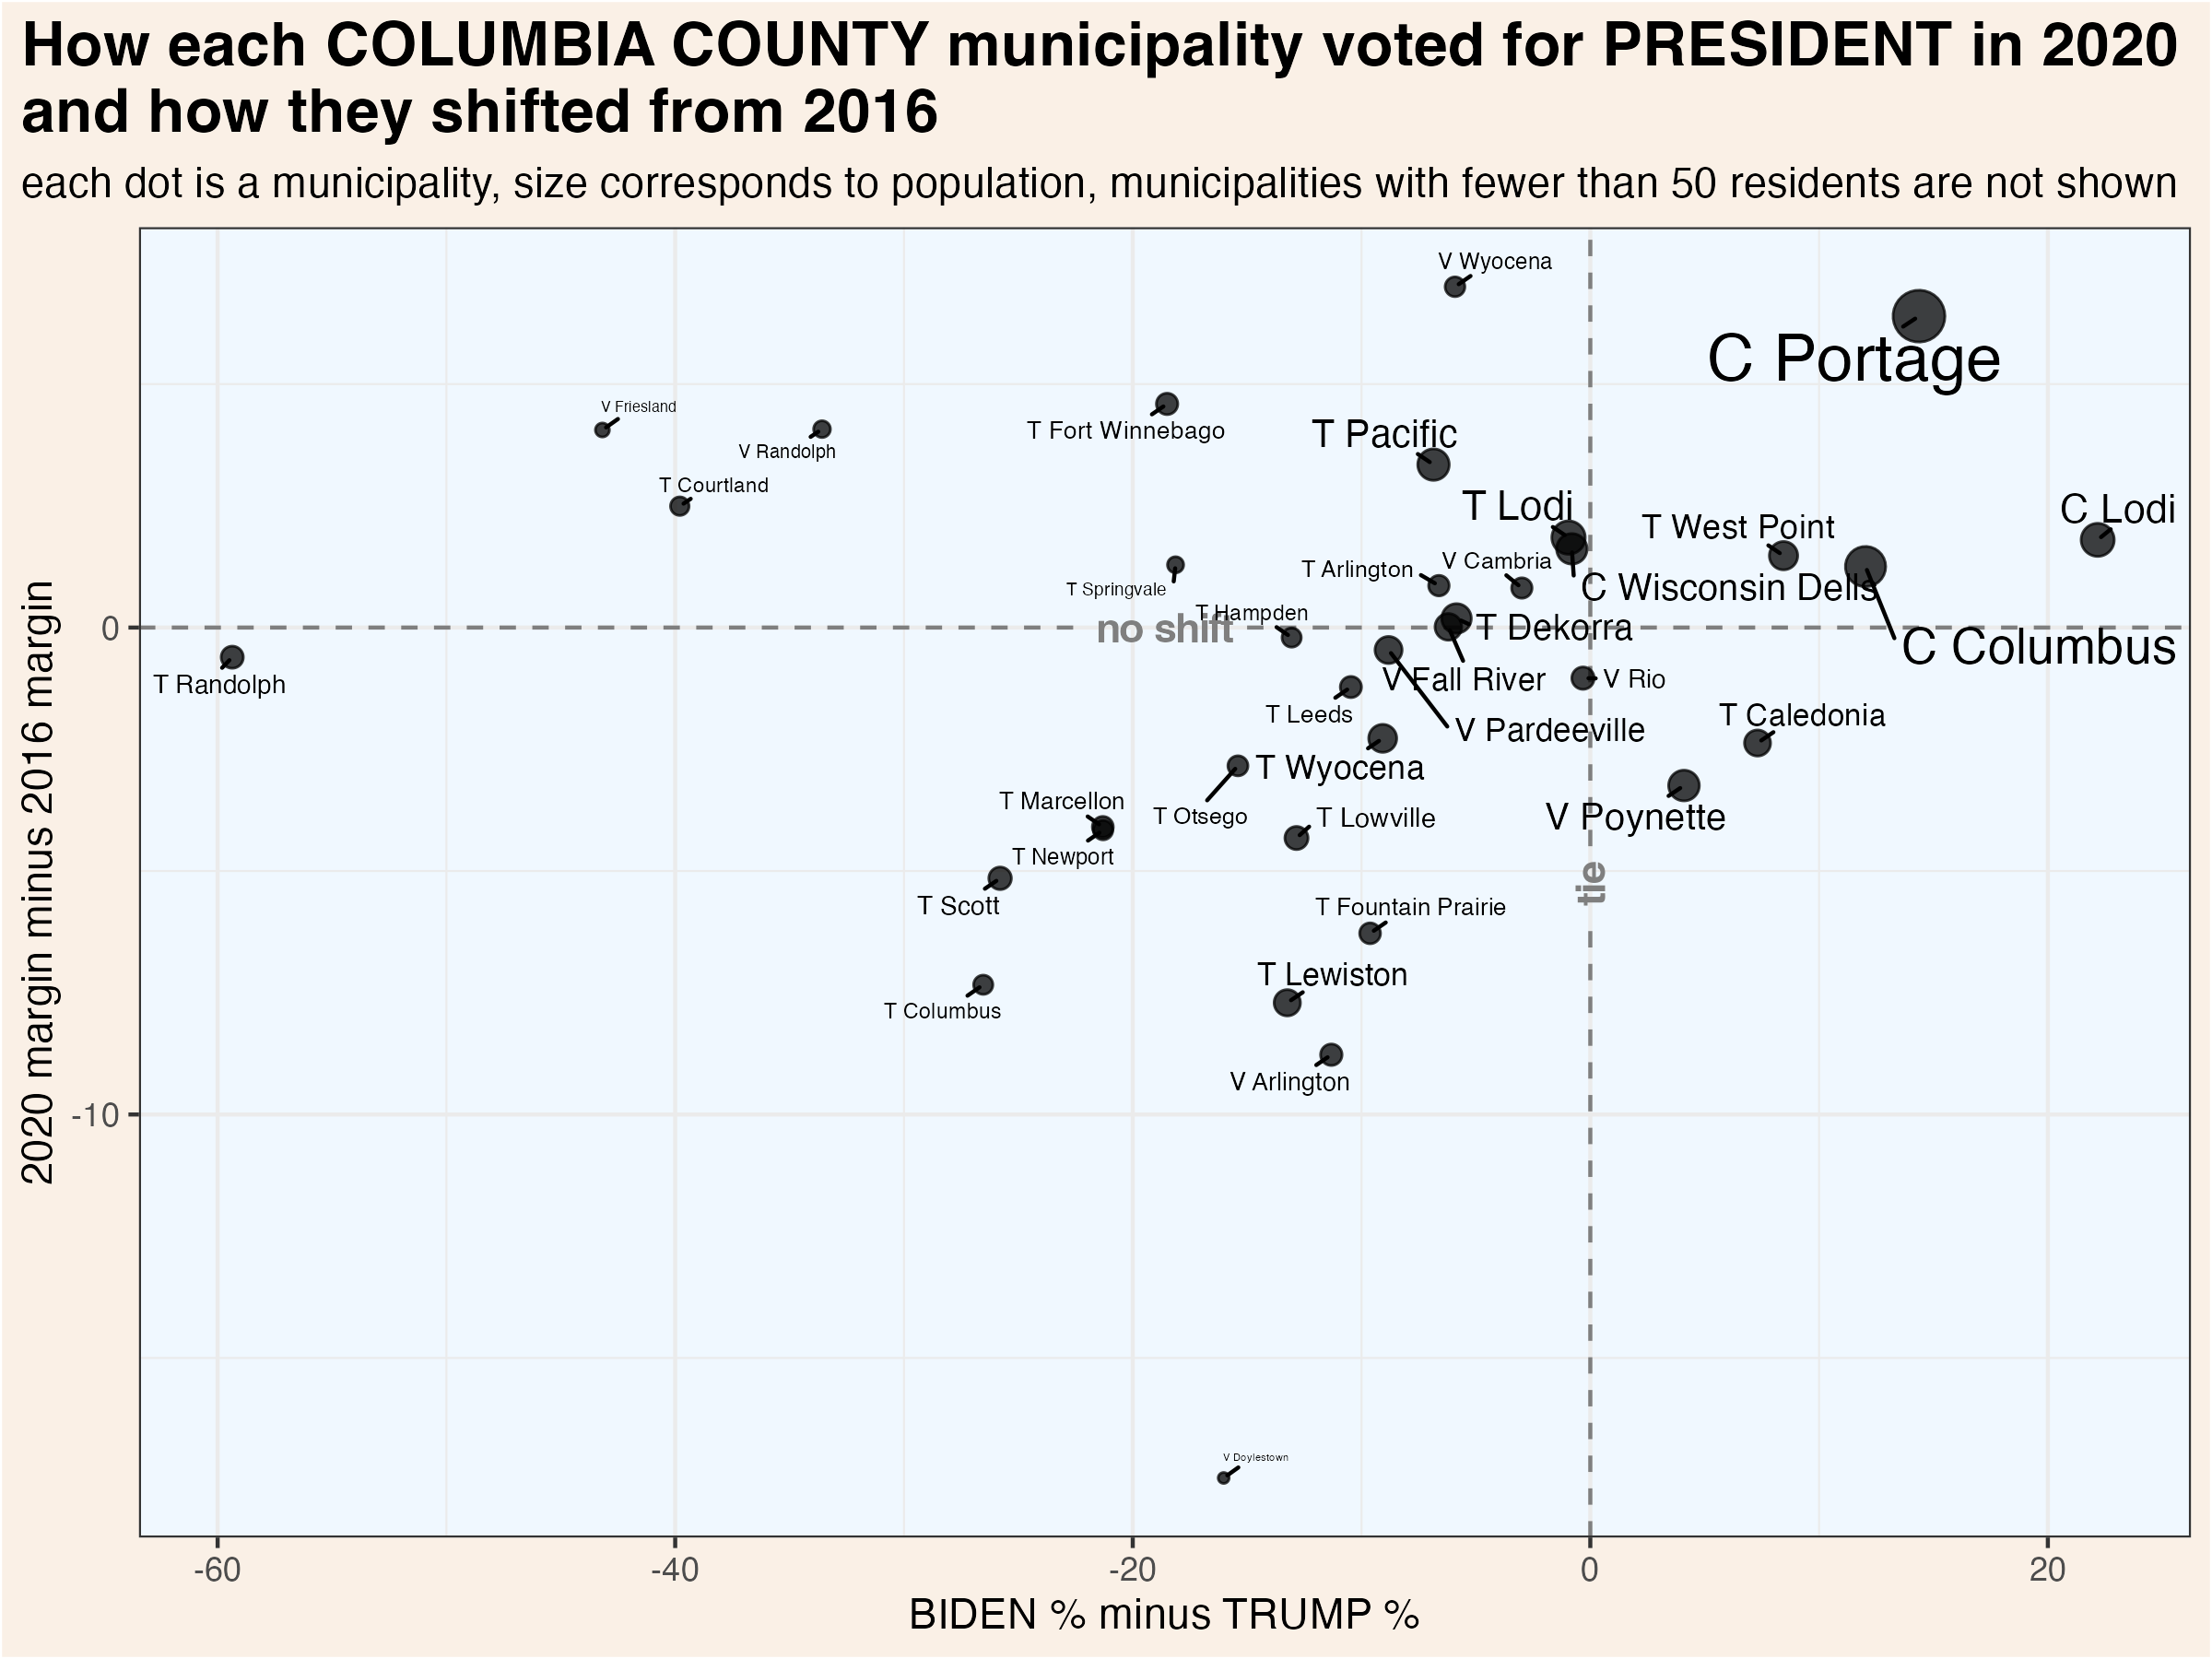 How each COLUMBIA COUNTY municipality voted for PRESIDENT in 2020
and how they shifted from 2016
each dot is a municipality, size corresponds to population, municipalities with fewer than 50 residents are not shown
V Wyocena
C Portage
V Friesland
T Fort Winnebago
T Pacific
V Randolph
T Courtland
T Lodi
C Lodi
T West Point
V Cambria
T Arlington
T Springvale
C Wisconsin Dells
T Hampden
0
no shift
T Dekorra
C Columbus
T Randolph
V Fall River
V Rio
T Leeds
T Caledonia
V Pardeeville
T Wyocena
T Marcellon
T Otsego
T Lowville
V Poynette
T Newport
tie
T Scott
T Fountain Prairie
T Lewiston
T Columbus
V Arlington
-10
V Doylestown
2020 margin minus 2016 margin
-60
-40
-20
0
20
BIDEN % minus TRUMP %